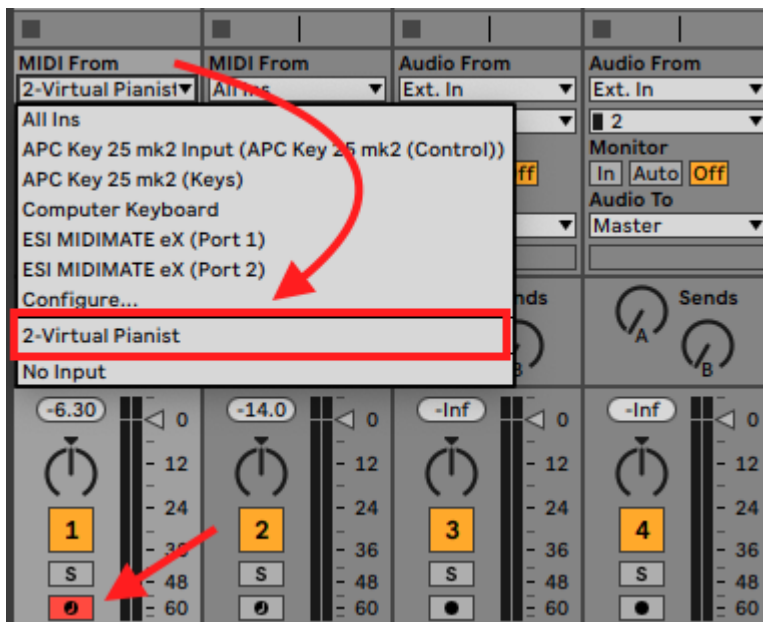 MIDI From MIDI From Audio From Audio From
2-Virtual Pianist All Ins Ext. In Ext. In
All Ins
APC Key 25 mk2 Input (APC Key 25 mk2 (Control)) 2
APC Key 25 mk2 (Keys) Monitor
In Auto Off
Computer Keyboard Audio To
ESI MIDIMATE eX (Port 1) Master
ESI MIDIMATE eX (Port 2)
Configure... Sends
A
2-Virtual Pianist
B
No Input
-6.30 -14.0 -Inf -Inf
0 0 0 0
12 12 12 12
24 24 24 24
1 2 3 4
36 36 36 36
S S S S
48 48 48 48
60 60 60 60